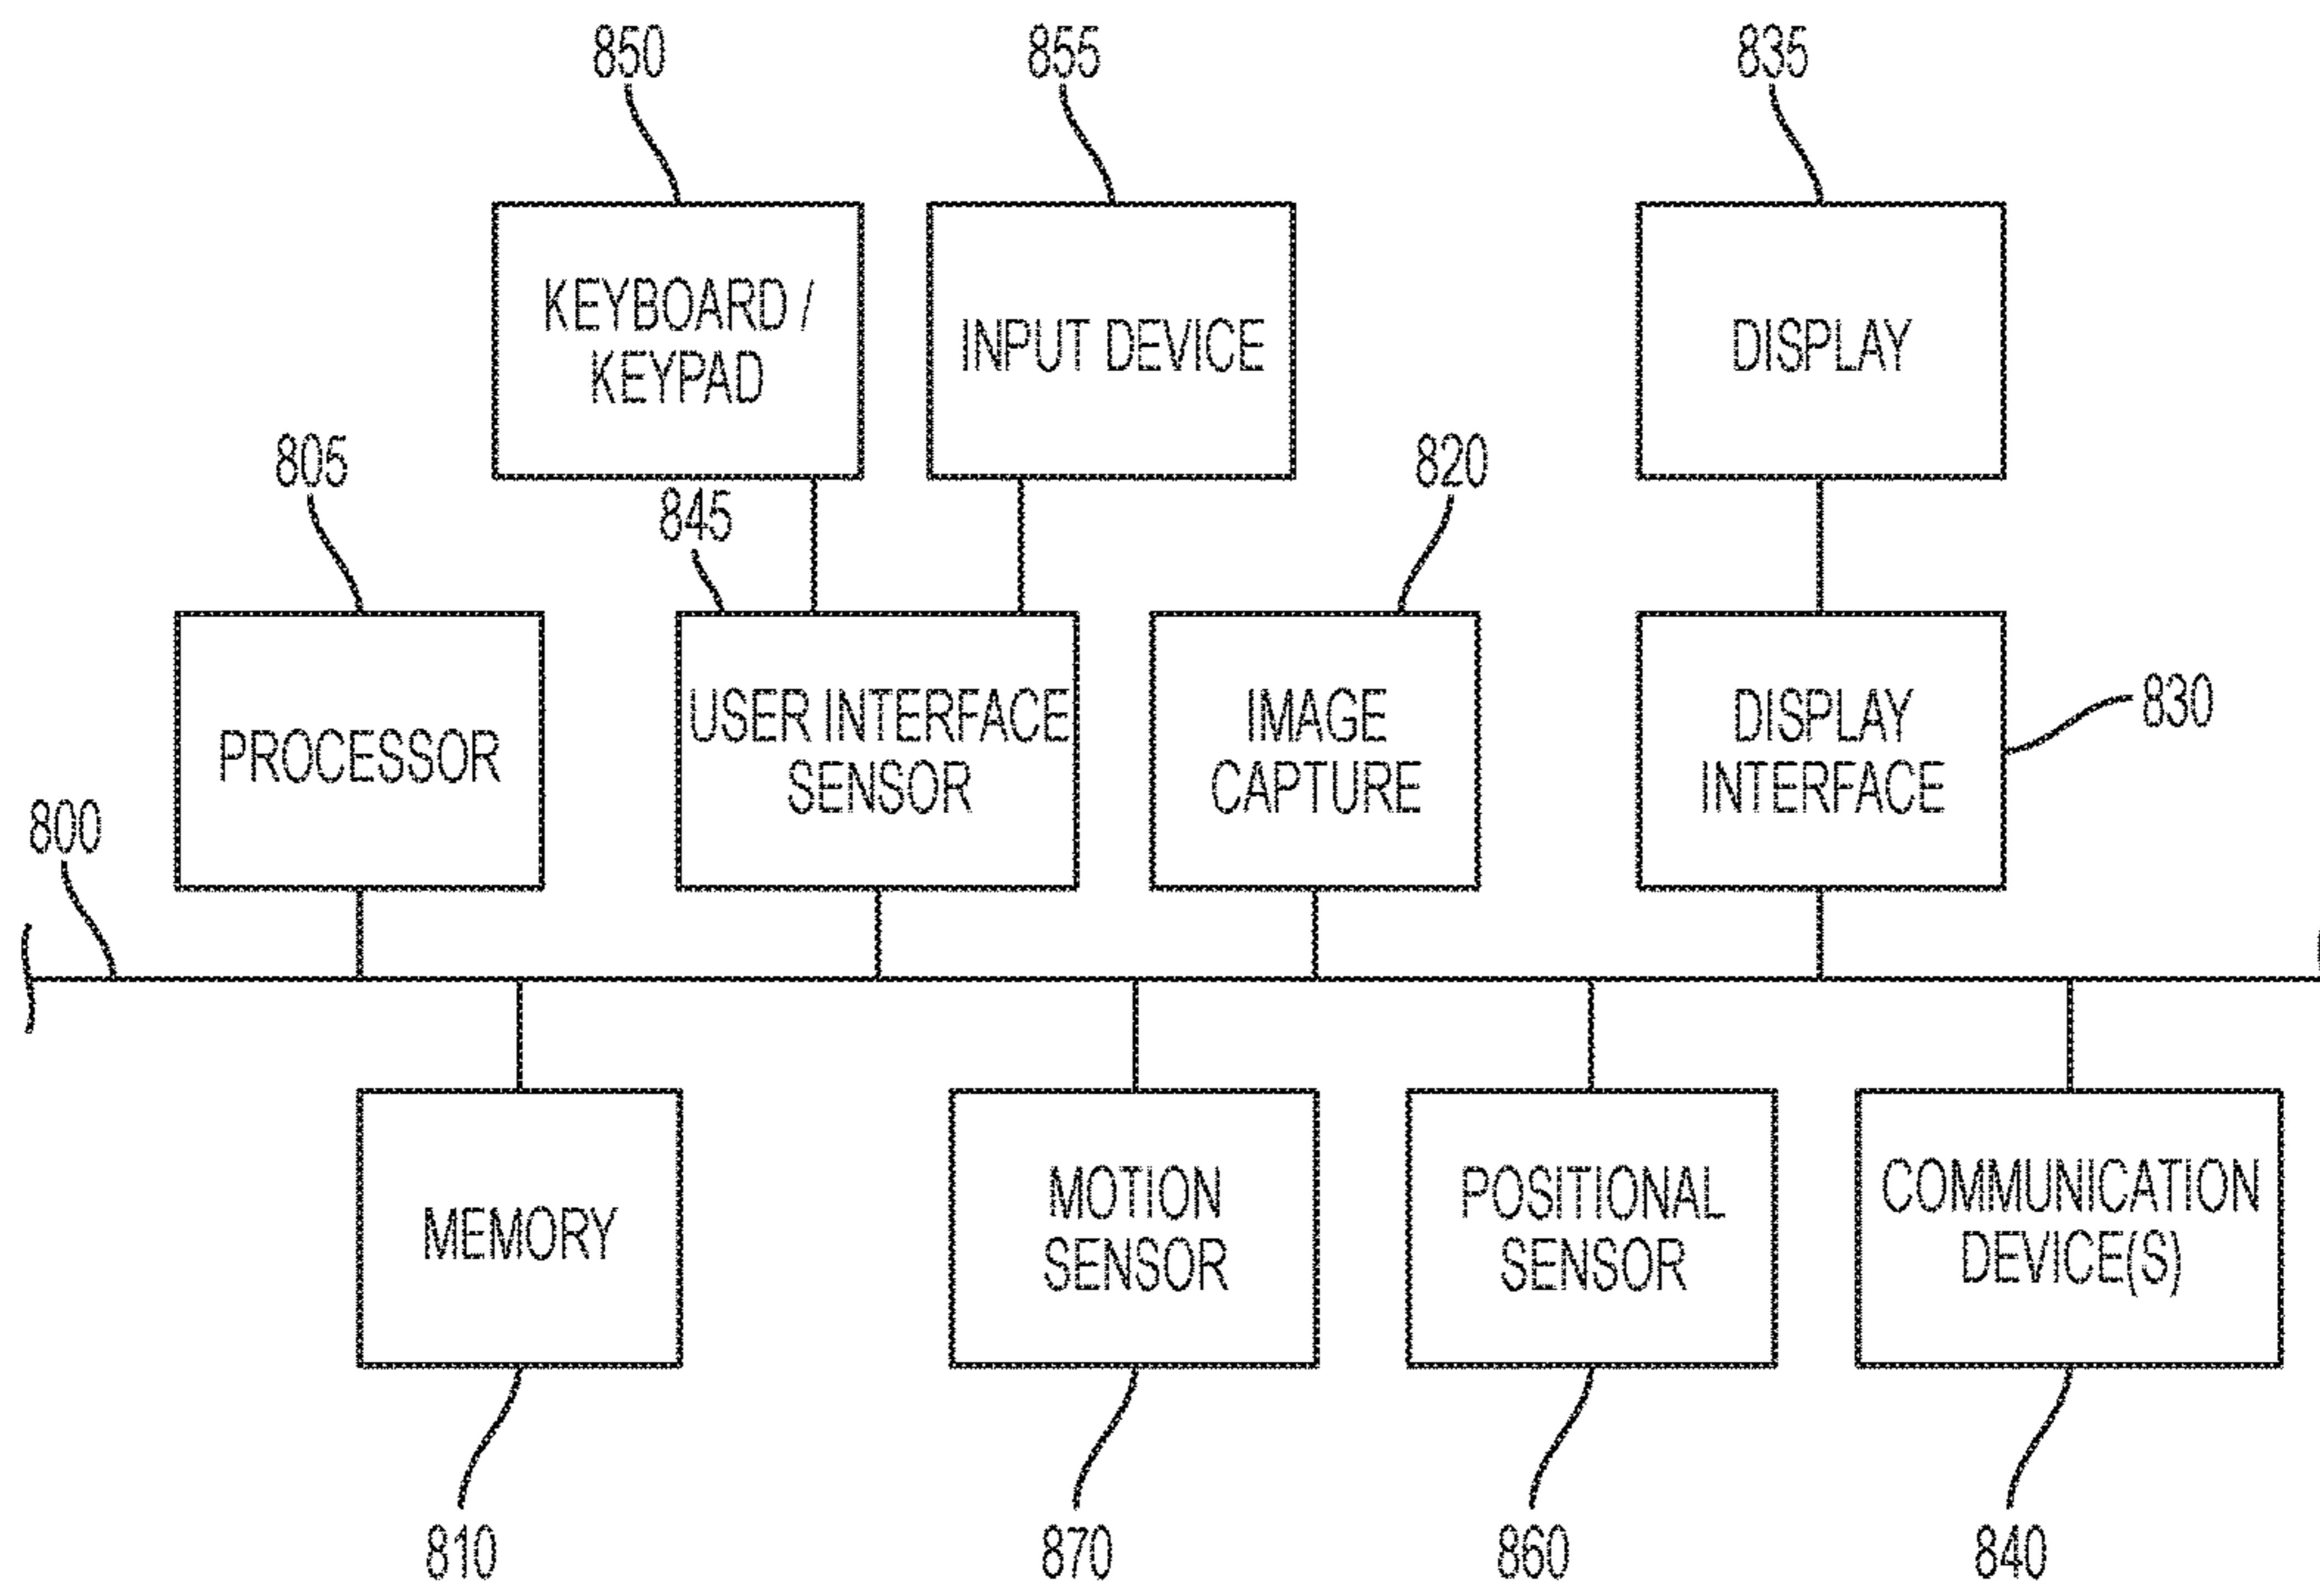 850
855
835
KEYBOARD /
KEYPAD
INPUT DEVICE
DISPLAY
805
845
820
PROCESSOR
USER INTERFACE
SENSOR
IMAGE
CAPTURE
DISPLAY
INTERFACE
830
800
MEMORY
MOTION
SENSOR
POSITIONAL
SENSOR
COMMUNICATION
DEVICE(S)
810
870
860
840